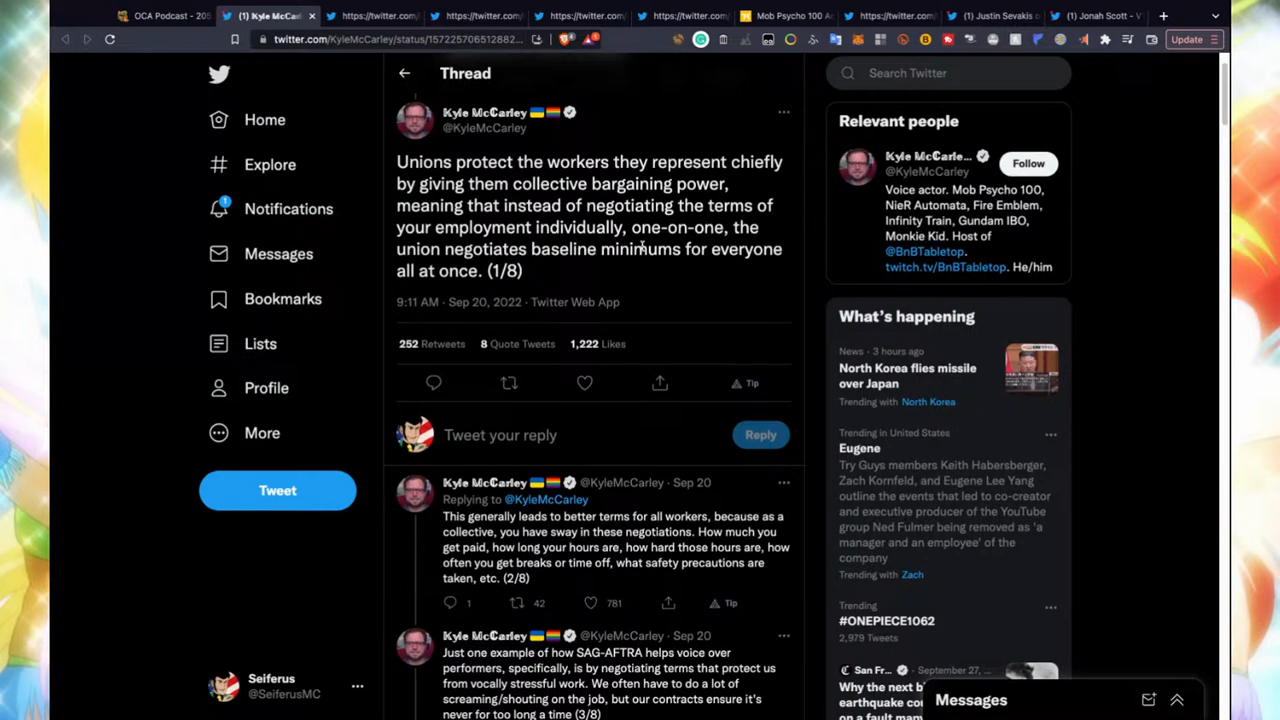 OCA Podcast - 205
(1) Kyle McCar
https://twitter.com/
https://twitter.com/
https://twitter.com/
https://twitter.com/
Mob Psycho 100
https://twitter.com/
(1) Justin Sevakis
(1) Jonah Scott
twitter.com/KyleMcCarley/status/157225706512882...
Update
Home
Explore
1
Notifications
Messages
Bookmarks
Lists
Profile
More
Tweet
Seiferus
@SeiferusMC
Thread
Kyle McCarley
@KyleMcCarley
Unions protect the workers they represent chiefly
by giving them collective bargaining power,
meaning that instead of negotiating the terms of
your employment individually, one-on-one, the
union negotiates baseline minimums for everyone
all at once. (1/8)
9:11 AM · Sep 20, 2022 · Twitter Web App
252 Retweets 8 Quote Tweets 1,222 Likes
Tip
Tweet your reply
Reply
Kyle McCarley @KyleMcCarley · Sep 20
Replying to @KyleMcCarley
This generally leads to better terms for all workers, because as a
collective, you have sway in these negotiations. How much you
get paid, how long your hours are, how hard those hours are, how
often you get breaks or time off, what safety precautions are
taken, etc. (2/8)
1 42 781 Tip
Kyle McCarley @KyleMcCarley · Sep 20
Just one example of how SAG-AFTRA helps voice over
performers, specifically, is by negotiating terms that protect us
from vocally stressful work. We often have to do a lot of
screaming/shouting on the job, but our contracts ensure it's
never for too long a time (3/8)
Search Twitter
Relevant people
Kyle McCarle...
@KyleMcCarley
Follow
Voice actor. Mob Psycho 100,
NieR Automata, Fire Emblem,
Infinity Train, Gundam IBO,
Monkie Kid. Host of
@BnBTabletop.
twitch.tv/BnBTabletop. He/him
What's happening
News · 3 hours ago
North Korea flies missile
over Japan
Trending with North Korea
Trending in United States
Eugene
Try Guys members Keith Habersberger,
Zach Kornfeld, and Eugene Lee Yang
outline the events that led to co-creator
and executive producer of the YouTube
group Ned Fulmer being removed as 'a
manager and an employee' of the
company
Trending with Zach
Trending
#ONEPIECE1062
2,979 Tweets
San Fr... · September 27, ...
Why the next b
earthquake cou
on a fault mam
Messages